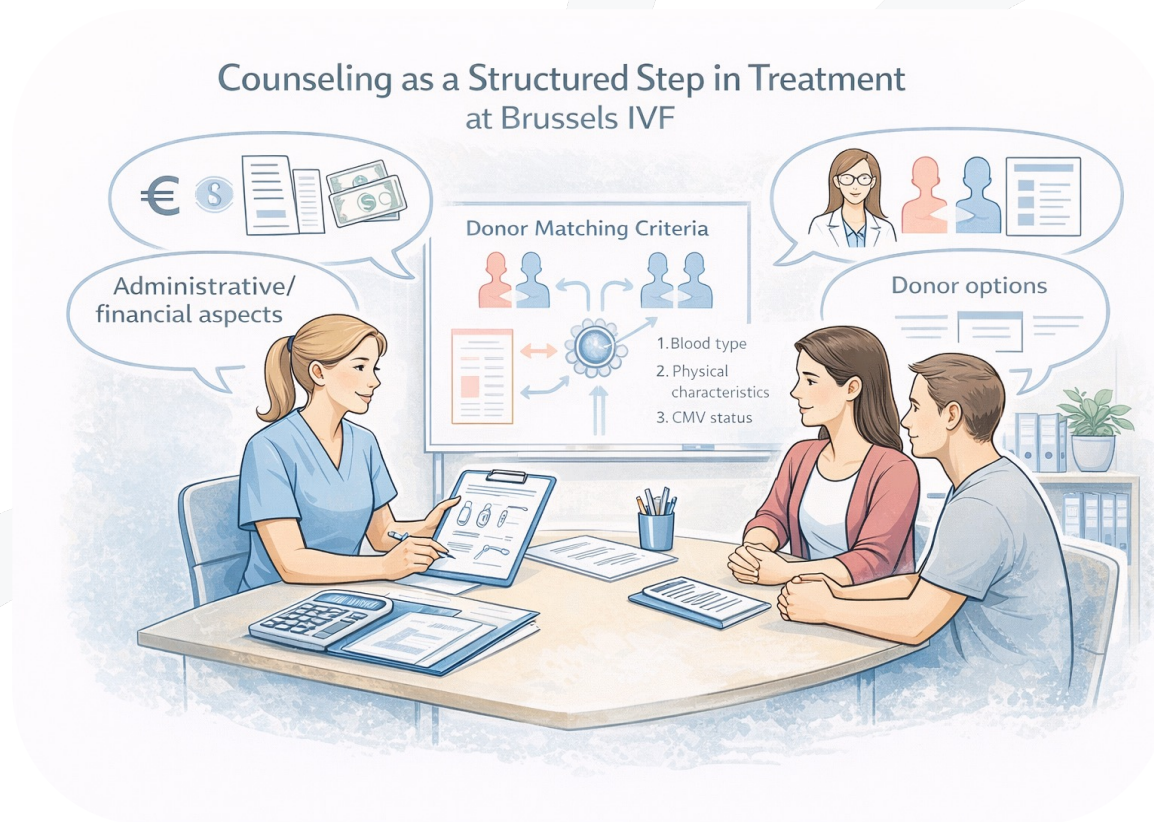 Counseling as a Structured Step in Treatment
at Brussels IVF
€
$
Administrative/
financial aspects
Donor Matching Criteria
1. Blood type
2. Physical
characteristics
3. CMV status
Donor options